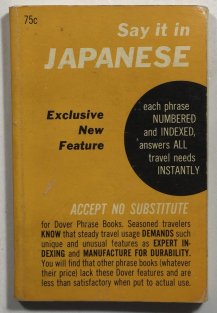 75c
Say it in
JAPANESE
Exclusive
New
Feature
each phrase
NUMBERED
and INDEXED,
answers ALL
travel needs
INSTANTLY
ACCEPT NO SUBSTITUTE
for Dover Phrase Books. Seasoned travelers
KNOW that steady travel usage DEMANDS such
unique and unusual features as EXPERT IN-
DEXING and MANUFACTURE FOR DURABILITY.
You will find that other phrase books (whatever
their price) lack these Dover features and are
less than satisfactory when put to actual use.